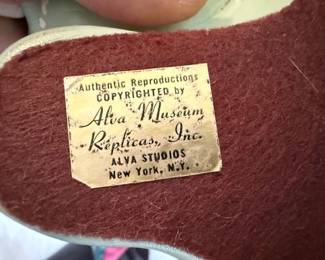 Authentic Reproductions
COPYRIGHTED by
Alva Museum
Replicas, Inc.
ALVA STUDIOS
New York, N.Y.